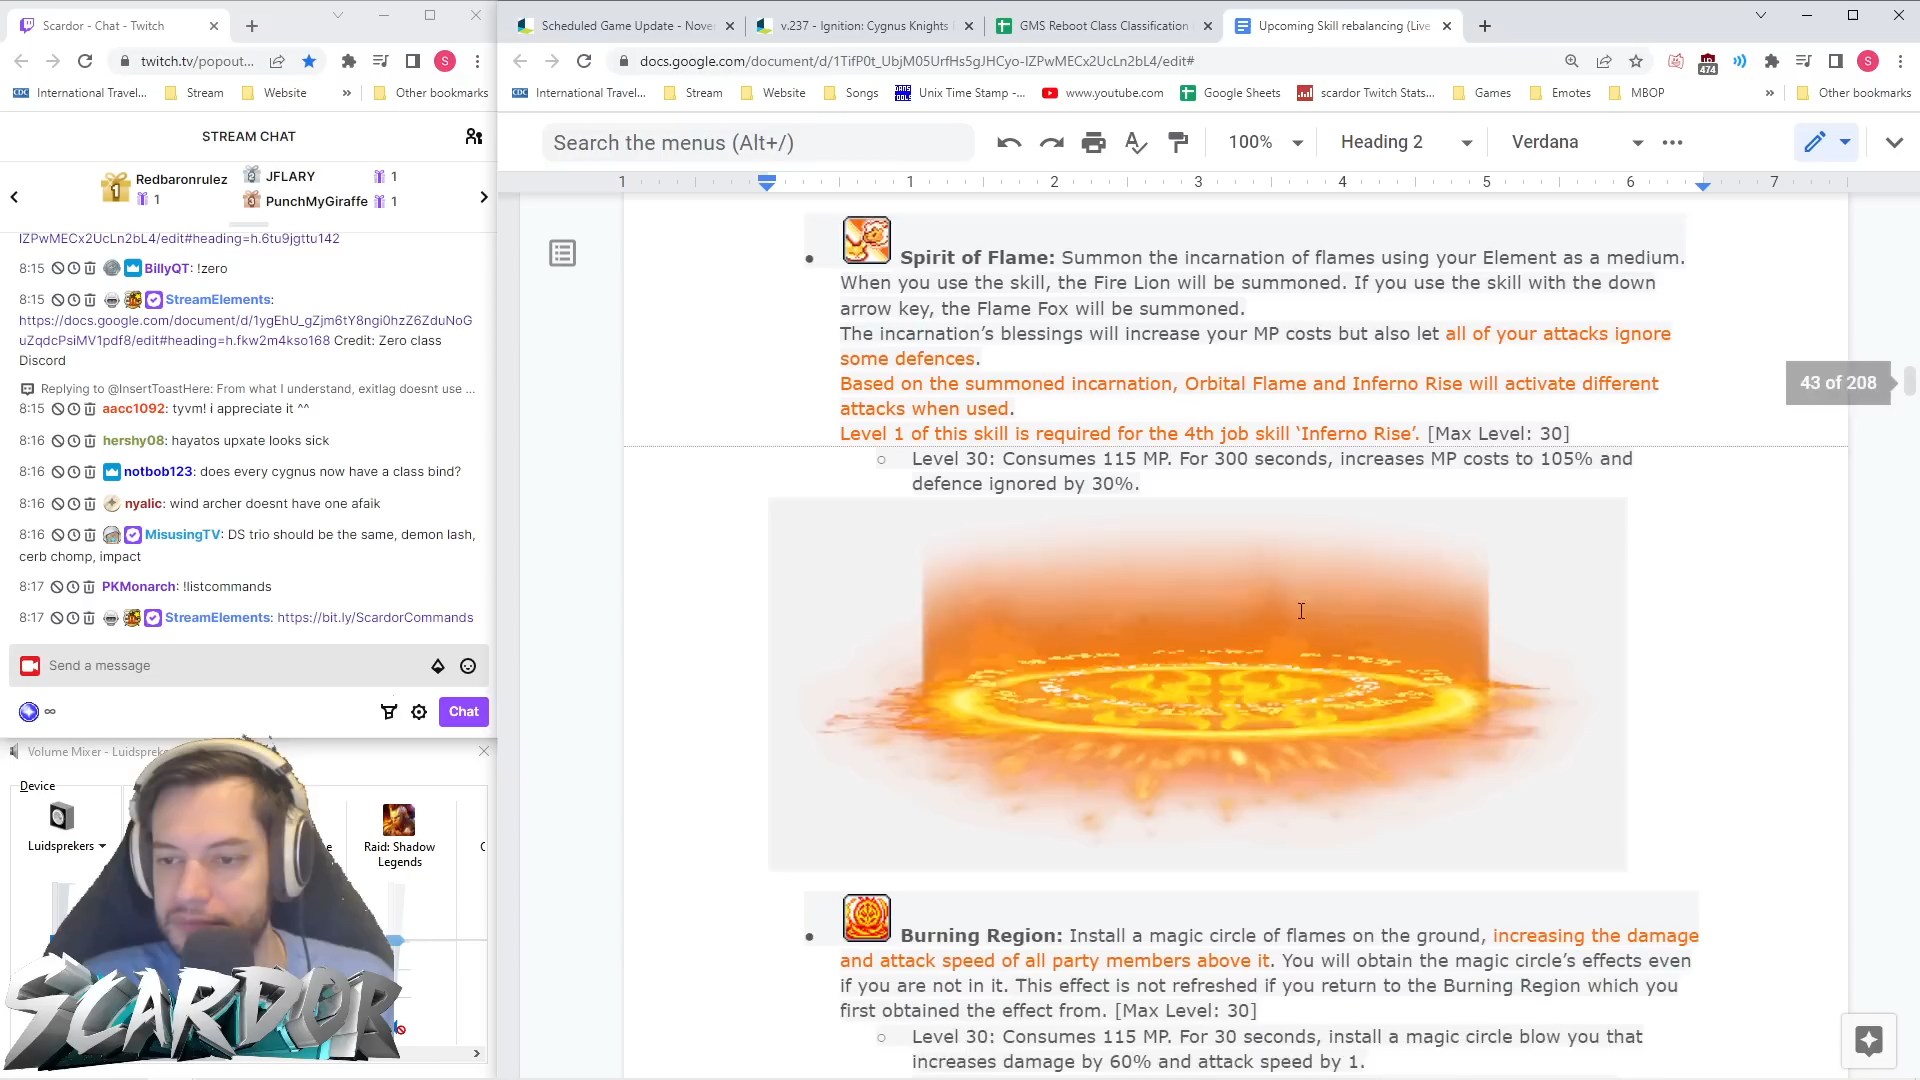 Scardor - Chat - Twitch
Scheduled Game Update - Nover
v.237 - Ignition: Cygnus Knights
GMS Reboot Class Classification
Upcoming Skill rebalancing (Live
twitch.tv/popout...
docs.google.com/document/d/1TifP0t_UbjM05UrfHs5gJHCyo-IZPwMECx2UcLn2bL4/edit#
S
474
S
International Travel...
Stream
Website
»
Other bookmarks
International Travel...
Stream
Website
Songs
Unix Time Stamp -...
www.youtube.com
Google Sheets
scardor Twitch Stats...
Games
Emotes
MBOP
»
Other bookmarks
STREAM CHAT
Search the menus (Alt+/)
100%
Heading 2
Verdana
1 Redbaronrulez
1
2 JFLARY 1
3 PunchMyGiraffe 1
1 1 2 3 4 5 6 7
IZPwMECx2UcLn2bL4/edit#heading=h.6tu9jgttu142
8:15 BillyQT: !zero
8:15 StreamElements:
https://docs.google.com/document/d/1ygEhU_gZjm6tY8ngi0hzZ6ZduNoG
uZqdcPsiMV1pdf8/edit#heading=h.fkw2m4kso168 Credit: Zero class
Discord
Replying to @InsertToastHere: From what I understand, exitlag doesnt use ...
8:15 aacc1092: tyvm! i appreciate it ^^
8:16 hershy08: hayatos upxate looks sick
8:16 notbob123: does every cygnus now have a class bind?
8:16 nyalic: wind archer doesnt have one afaik
8:16 MisusingTV: DS trio should be the same, demon lash,
cerb chomp, impact
8:17 PKMonarch: !listcommands
8:17 StreamElements: https://bit.ly/ScardorCommands
Send a message
∞
Chat
Volume Mixer - Luidspreke
Device
Luidsprekers
Raid: Shadow
Legends
SCARDOR
Spirit of Flame: Summon the incarnation of flames using your Element as a medium.
When you use the skill, the Fire Lion will be summoned. If you use the skill with the down
arrow key, the Flame Fox will be summoned.
The incarnation’s blessings will increase your MP costs but also let all of your attacks ignore
some defences.
Based on the summoned incarnation, Orbital Flame and Inferno Rise will activate different
attacks when used.
Level 1 of this skill is required for the 4th job skill ‘Inferno Rise’. [Max Level: 30]
Level 30: Consumes 115 MP. For 300 seconds, increases MP costs to 105% and
defence ignored by 30%.
43 of 208
Burning Region: Install a magic circle of flames on the ground, increasing the damage
and attack speed of all party members above it. You will obtain the magic circle’s effects even
if you are not in it. This effect is not refreshed if you return to the Burning Region which you
first obtained the effect from. [Max Level: 30]
Level 30: Consumes 115 MP. For 30 seconds, install a magic circle blow you that
increases damage by 60% and attack speed by 1.